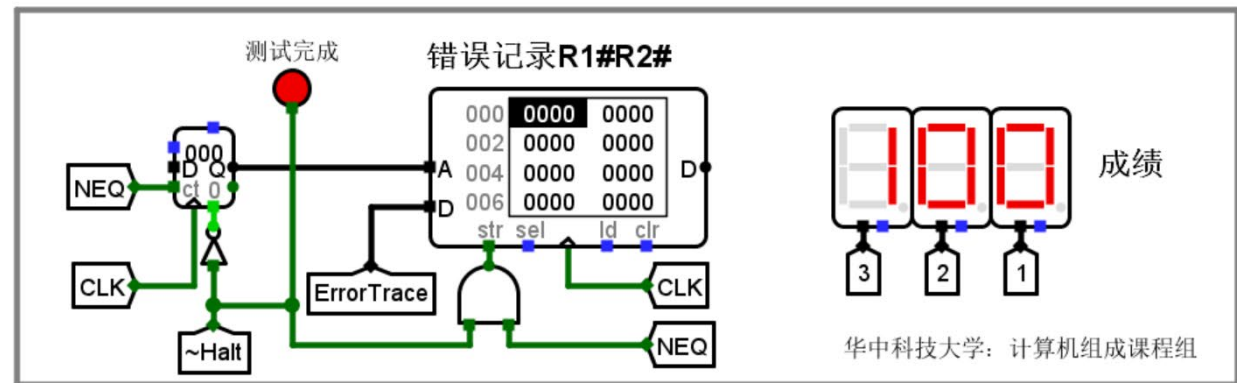 测试完成
错误记录R1#R2#
000 0000 0000
002 0000 0000
004 0000 0000
006 0000 0000
A
D
D
str sel ld clr
000
D Q
ct 0
NEQ
CLK
~Halt
ErrorTrace
CLK
NEQ
100
成绩
3 2 1
华中科技大学：计算机组成课程组